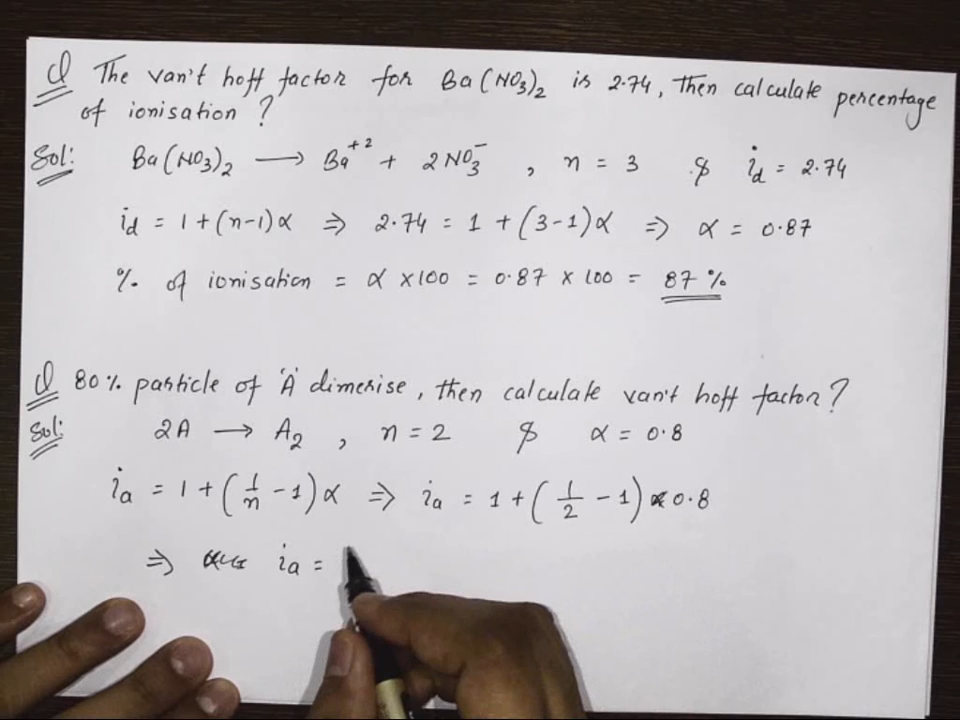 Q The van't hoff factor for Ba(NO3)2 is 2.74, Then calculate percentage
of ionisation ?
Sol: Ba(NO3)2 → Ba+2 + 2NO3-, n = 3 & id = 2.74
id = 1+(n-1)α ⇒ 2.74 = 1 + (3-1)α ⇒ α = 0.87
% of ionisation = α ×100 = 0.87 × 100 = 87 %
Q 80% particle of 'A' dimerise, then calculate van't hoff factor?
Sol: 2A → A2, n = 2 & α = 0.8
ia = 1+(1/n -1)α ⇒ ia = 1+(1/2 -1)×0.8
⇒ ia =